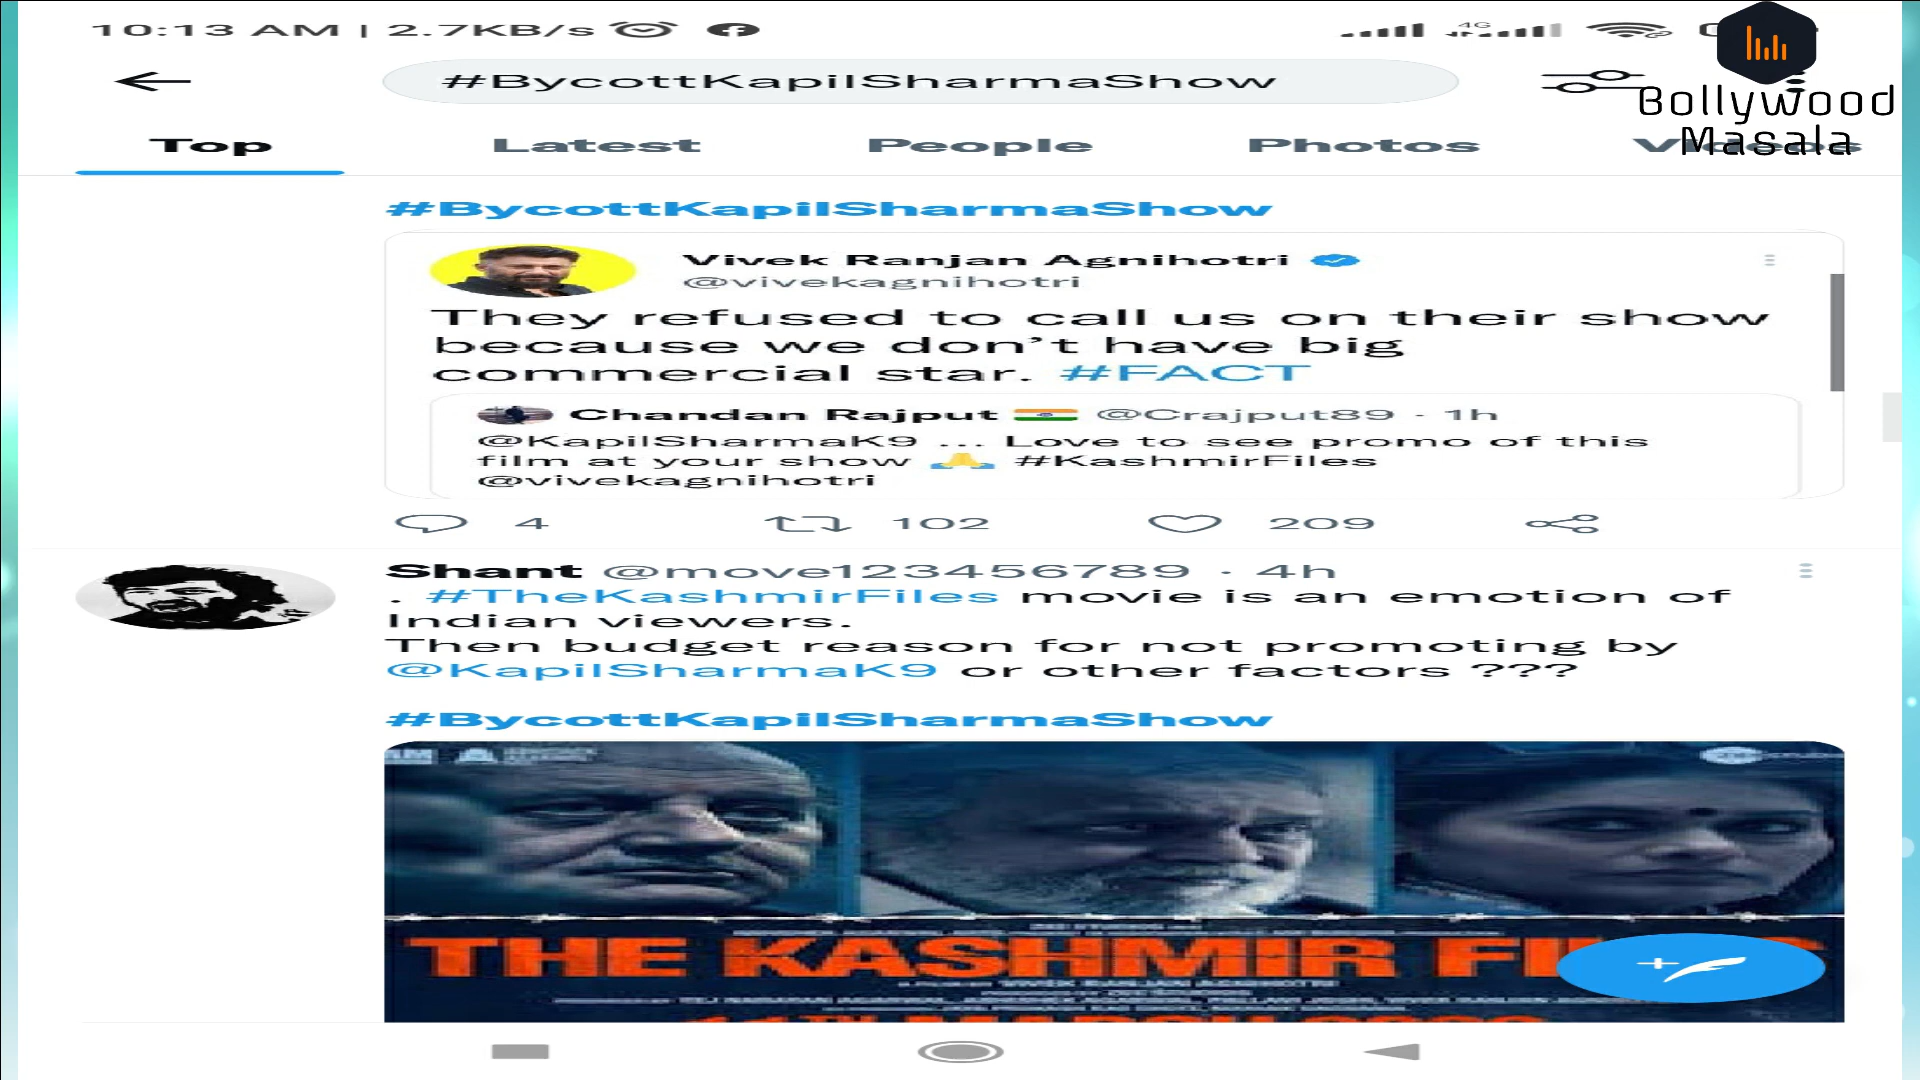 10:13 AM | 2.7KB/s
4G
Bollywood
Masala
#BycottKapilSharmaShow
Top Latest People Photos Videos
#BycottKapilSharmaShow
Vivek Ranjan Agnihotri
@vivekagnihotri
They refused to call us on their show
because we don’t have big
commercial star. #FACT
Chandan Rajput 🇮🇳 @Crajput89 · 1h
@KapilSharmaK9 ... Love to see promo of this
film at your show 🙏 #KashmirFiles
@vivekagnihotri
4 102 209
Shant @move123456789 · 4h
. #TheKashmirFiles movie is an emotion of
Indian viewers.
Then budget reason for not promoting by
@KapilSharmaK9 or other factors ???
#BycottKapilSharmaShow
THE KASHMIR